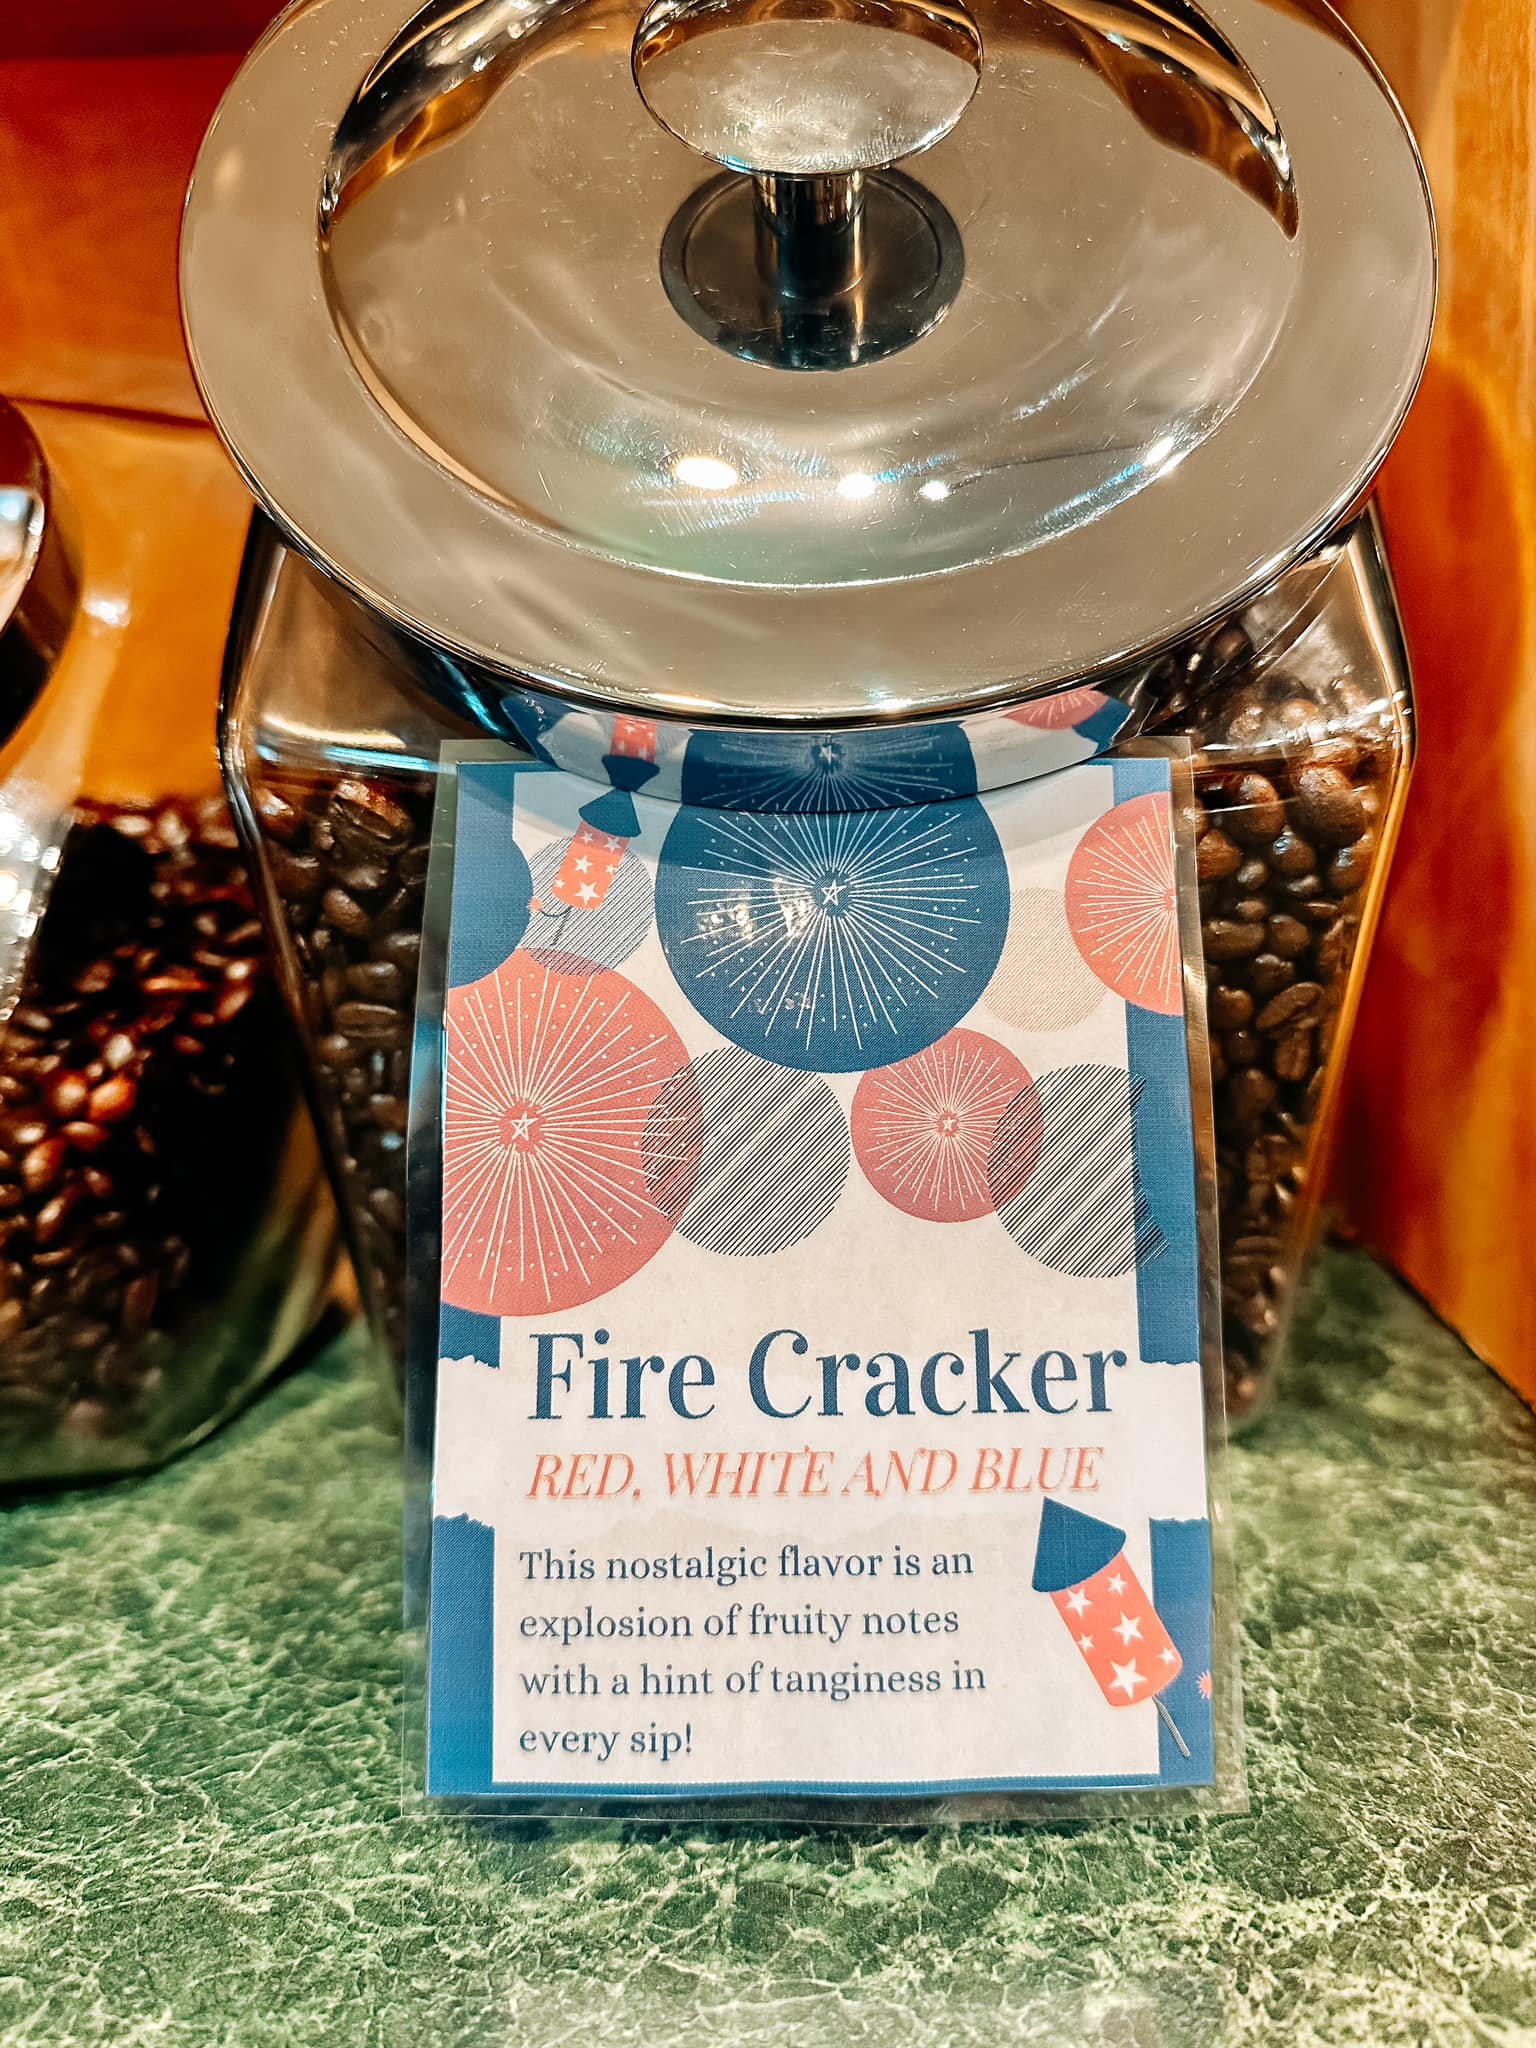 Fire Cracker
RED, WHITE AND BLUE
This nostalgic flavor is an
explosion of fruity notes
with a hint of tanginess in
every sip!